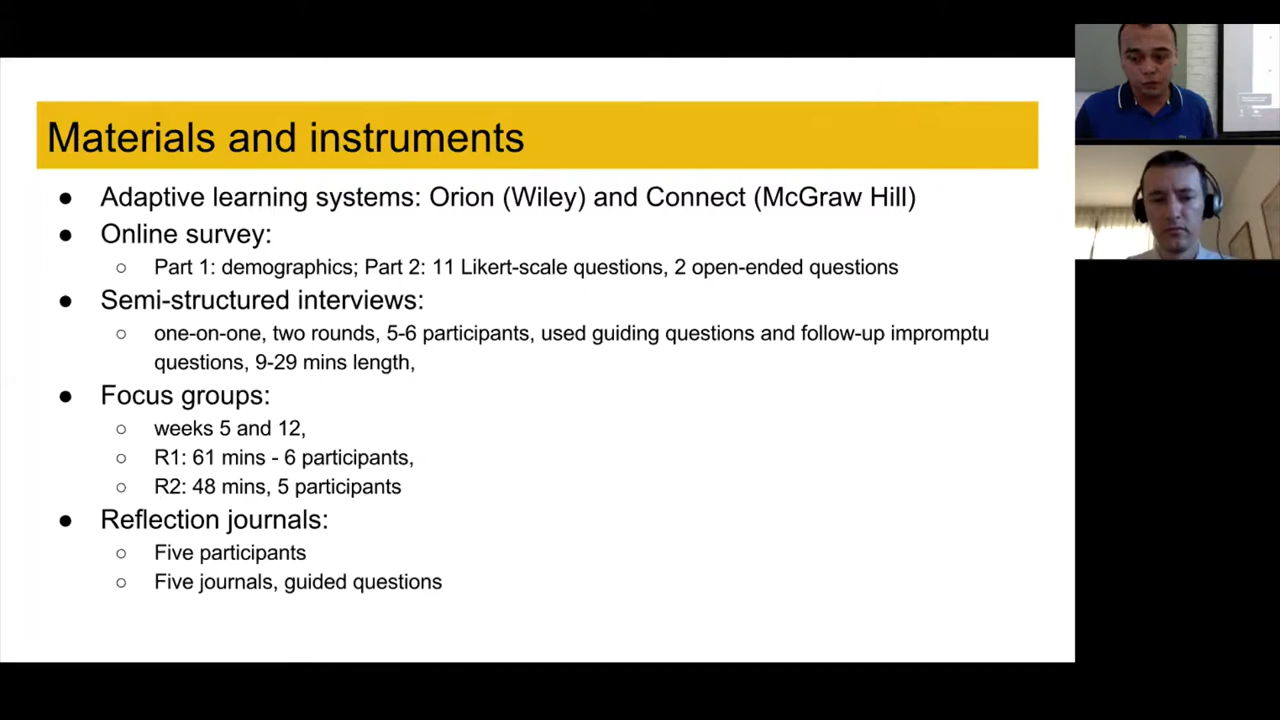 Materials and instruments
● Adaptive learning systems: Orion (Wiley) and Connect (McGraw Hill)
● Online survey:
○ Part 1: demographics; Part 2: 11 Likert-scale questions, 2 open-ended questions
● Semi-structured interviews:
○ one-on-one, two rounds, 5-6 participants, used guiding questions and follow-up impromptu
questions, 9-29 mins length,
● Focus groups:
○ weeks 5 and 12,
○ R1: 61 mins - 6 participants,
○ R2: 48 mins, 5 participants
● Reflection journals:
○ Five participants
○ Five journals, guided questions